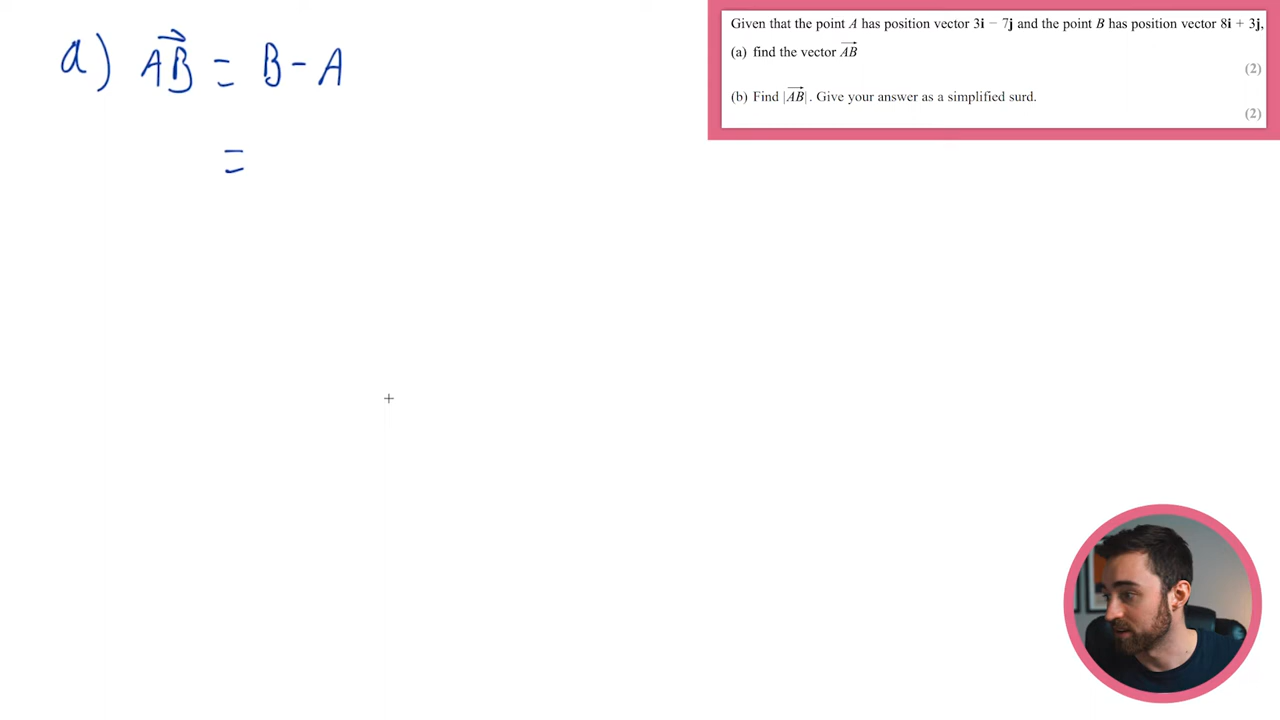 a) AB⃗ = B - A
=
Given that the point A has position vector 3i − 7j and the point B has position vector 8i + 3j,
(a) find the vector AB⃗
(2)
(b) Find |AB⃗|. Give your answer as a simplified surd.
(2)